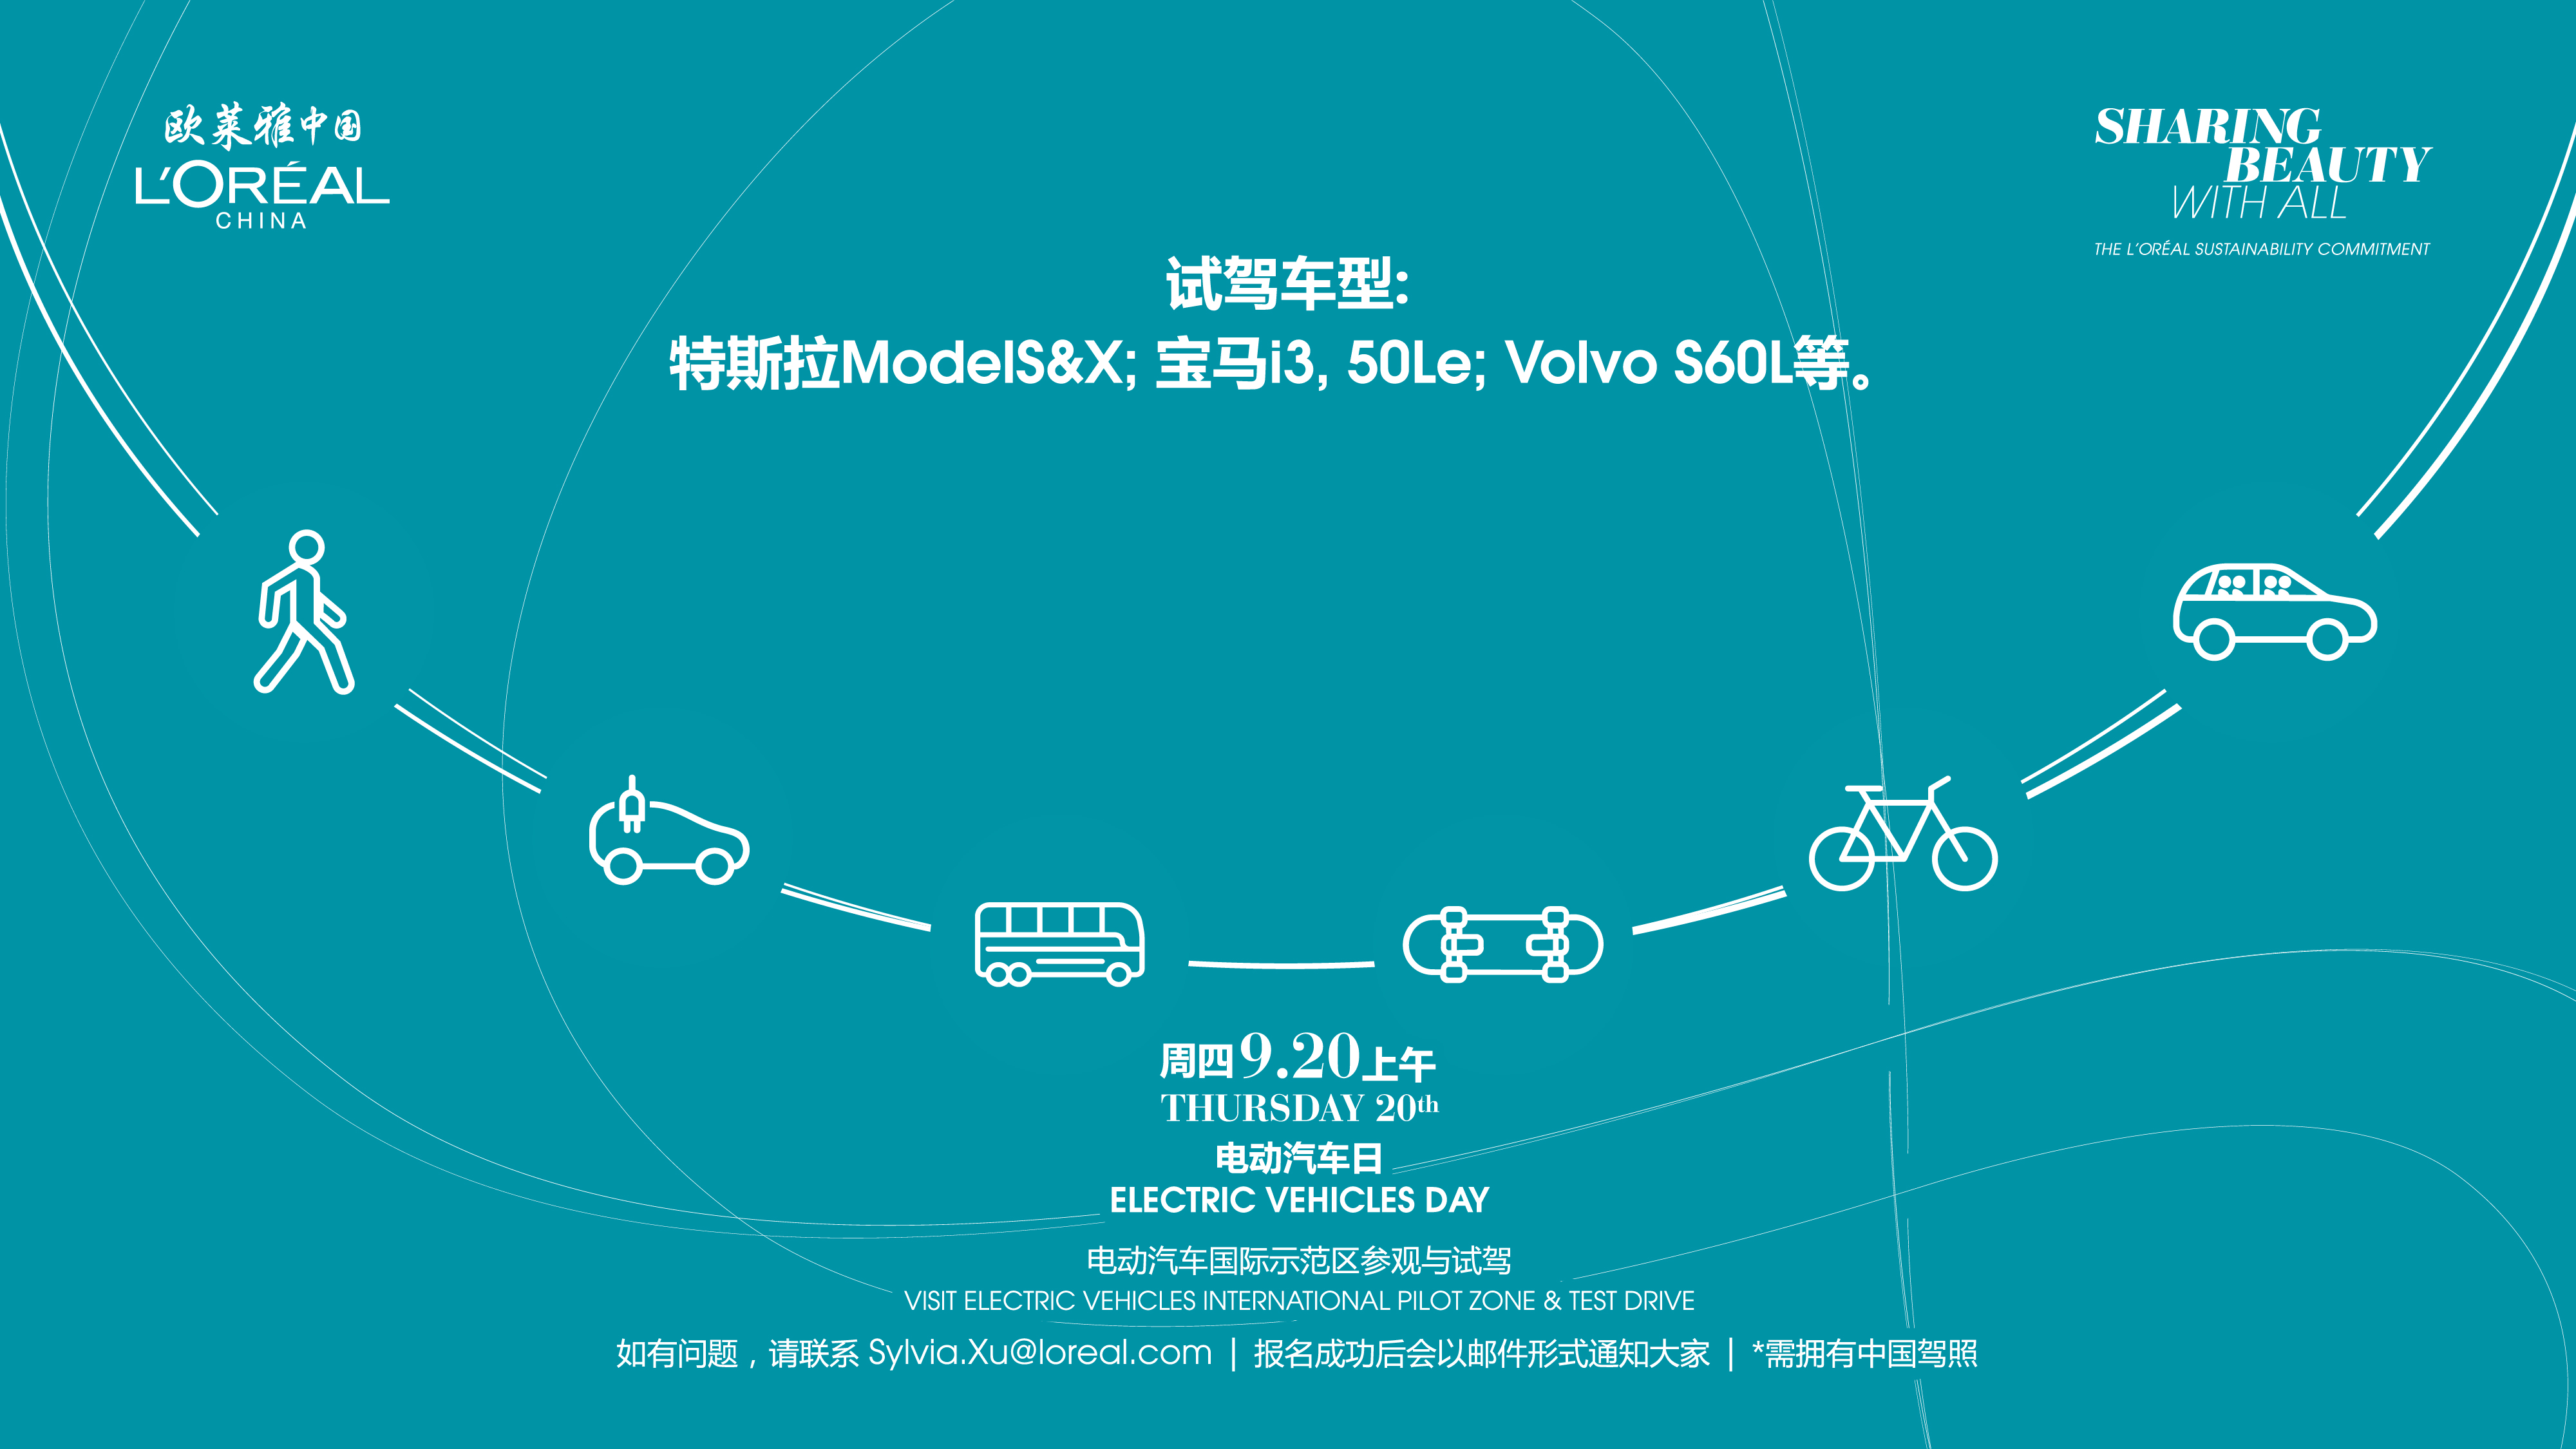 欧莱雅中国
L'ORÉAL
CHINA
SHARING
BEAUTY
WITH ALL
THE L'ORÉAL SUSTAINABILITY COMMITMENT
试驾车型:
特斯拉ModelS&X; 宝马i3, 50Le; Volvo S60L等。
周四9.20上午
THURSDAY 20th
电动汽车日
ELECTRIC VEHICLES DAY
电动汽车国际示范区参观与试驾
VISIT ELECTRIC VEHICLES INTERNATIONAL PILOT ZONE & TEST DRIVE
如有问题，请联系 Sylvia.Xu@loreal.com | 报名成功后会以邮件形式通知大家 | *需拥有中国驾照